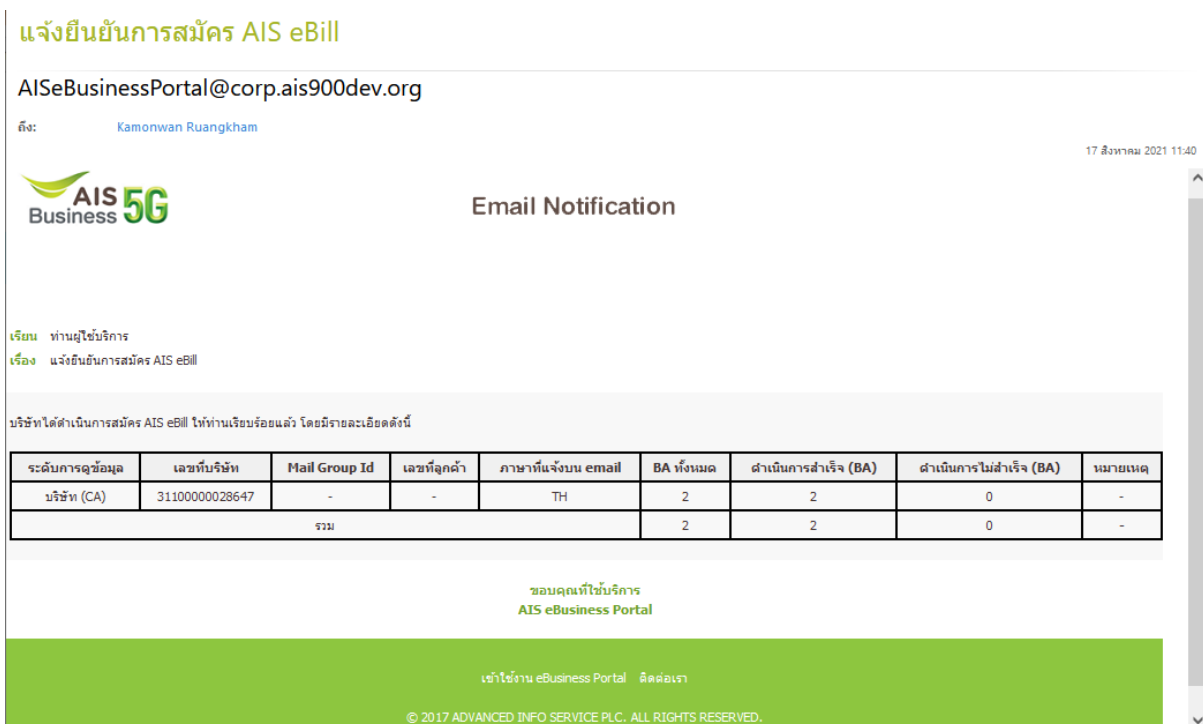 แจ้งยืนยันการสมัคร AIS eBill
AISeBusinessPortal@corp.ais900dev.org
ถึง: Kamonwan Ruangkham
17 สิงหาคม 2021 11:40
AIS 5G
Business
Email Notification
เรียน ท่านผู้ใช้บริการ
เรื่อง แจ้งยืนยันการสมัคร AIS eBill
บริษัทได้ดำเนินการสมัคร AIS eBill ให้ท่านเรียบร้อยแล้ว โดยมีรายละเอียดดังนี้
ระดับการดูข้อมูล เลขที่บริษัท Mail Group Id เลขที่ลูกค้า ภาษาที่แจ้งบน email BA ทั้งหมด ดำเนินการสำเร็จ (BA) ดำเนินการไม่สำเร็จ (BA) หมายเหตุ
บริษัท (CA) 31100000028647 - - TH 2 2 0 -
รวม 2 2 0 -
ขอบคุณที่ใช้บริการ
AIS eBusiness Portal
เข้าใช้งาน eBusiness Portal ติดต่อเรา
© 2017 ADVANCED INFO SERVICE PLC. ALL RIGHTS RESERVED.